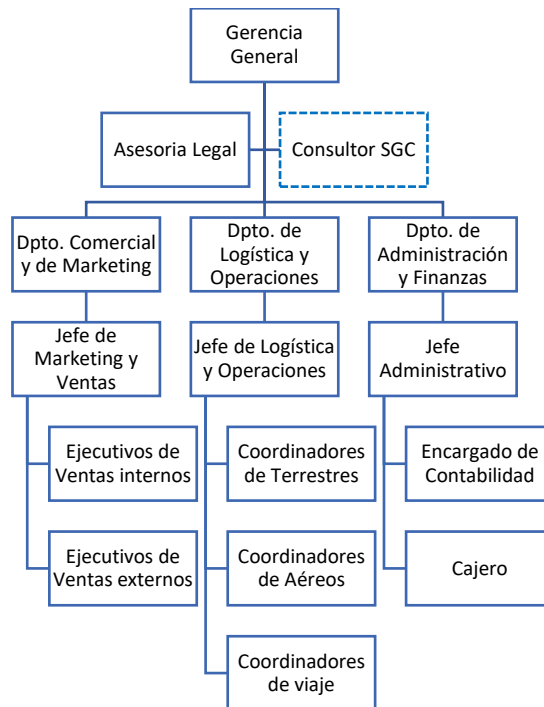 Gerencia
General
Asesoria Legal
Consultor SGC
Dpto. Comercial
y de Marketing
Dpto. de
Logística y
Operaciones
Dpto. de
Administración
y Finanzas
Jefe de
Marketing y
Ventas
Jefe de Logística
y Operaciones
Jefe
Administrativo
Ejecutivos de
Ventas internos
Coordinadores
de Terrestres
Encargado de
Contabilidad
Ejecutivos de
Ventas externos
Coordinadores
de Aéreos
Cajero
Coordinadores
de viaje